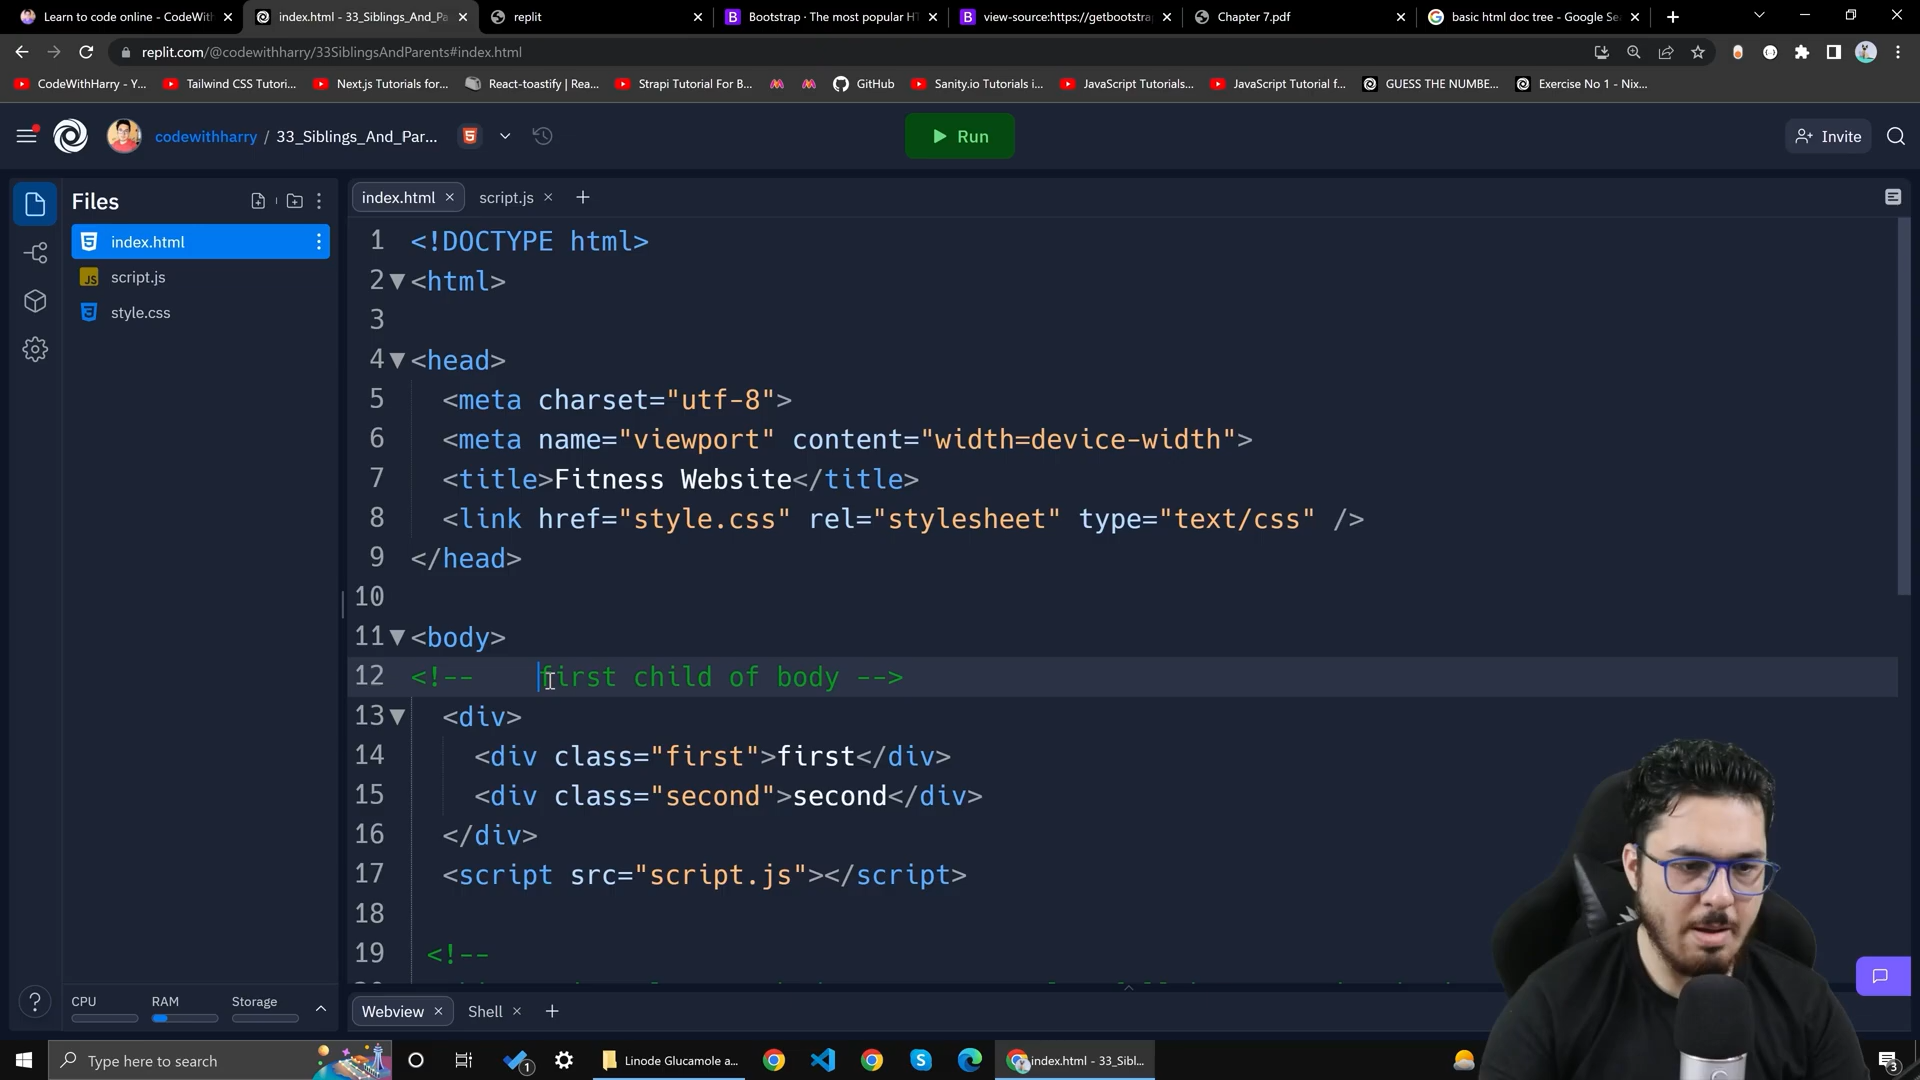 Learn to code online - CodeWith
index.html - 33_Siblings_And_Pa
replit
Bootstrap · The most popular HT
view-source:https://getbootstra
Chapter 7.pdf
basic html doc tree - Google Se
replit.com/@codewithharry/33SiblingsAndParents#index.html
CodeWithHarry - Y...
Tailwind CSS Tutori...
Next.js Tutorials for...
React-toastify | Rea...
Strapi Tutorial For B...
GitHub
Sanity.io Tutorials i...
JavaScript Tutorials...
JavaScript Tutorial f...
GUESS THE NUMBE...
Exercise No 1 - Nix...
codewithharry / 33_Siblings_And_Par...
Run
Invite
Files
index.html
script.js
style.css
index.html
script.js
1 <!DOCTYPE html>
2 <html>
3
4 <head>
5 <meta charset="utf-8">
6 <meta name="viewport" content="width=device-width">
7 <title>Fitness Website</title>
8 <link href="style.css" rel="stylesheet" type="text/css" />
9 </head>
10
11 <body>
12 <!-- first child of body -->
13 <div>
14 <div class="first">first</div>
15 <div class="second">second</div>
16 </div>
17 <script src="script.js"></script>
18
19 <!--
CPU
RAM
Storage
Webview
Shell
Type here to search
1
Linode Glucamole a...
index.html - 33_Sibl...
3